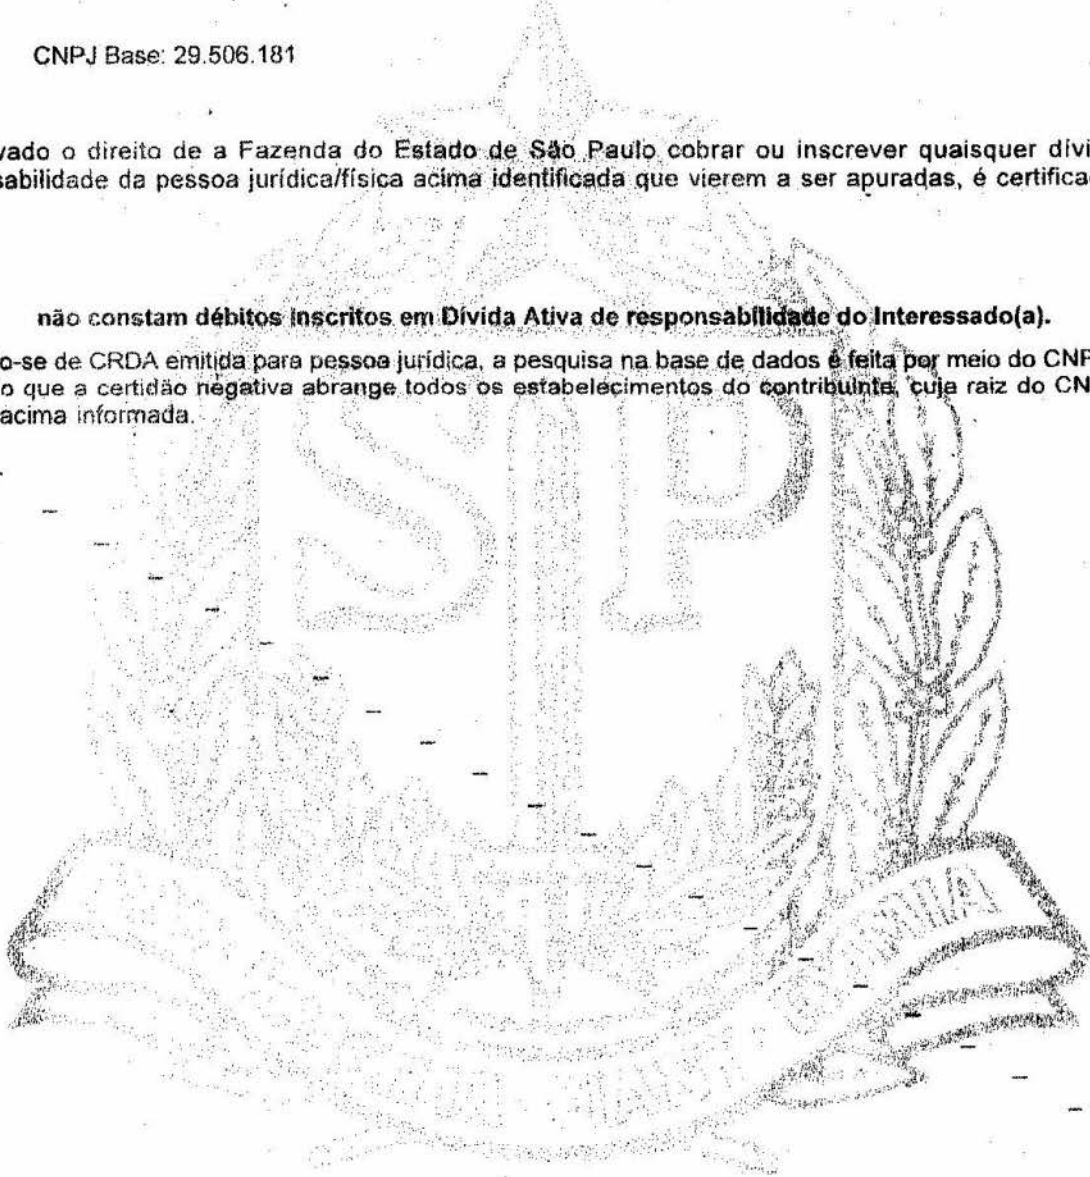 CNPJ Base: 29.506.181
vado o direito de a Fazenda do Estado de São Paulo cobrar ou inscrever quaisquer dívi
sabilidade da pessoa jurídica/física acima identificada que vierem a ser apuradas, é certifica
não constam débitos inscritos em Dívida Ativa de responsabilidade do Interessado(a).
o-se de CRDA emitida para pessoa jurídica, a pesquisa na base de dados é feita por meio do CNP
o que a certidão negativa abrange todos os estabelecimentos do contribuinte, cuja raiz do CN
acima informada.
SP
EXIMIA